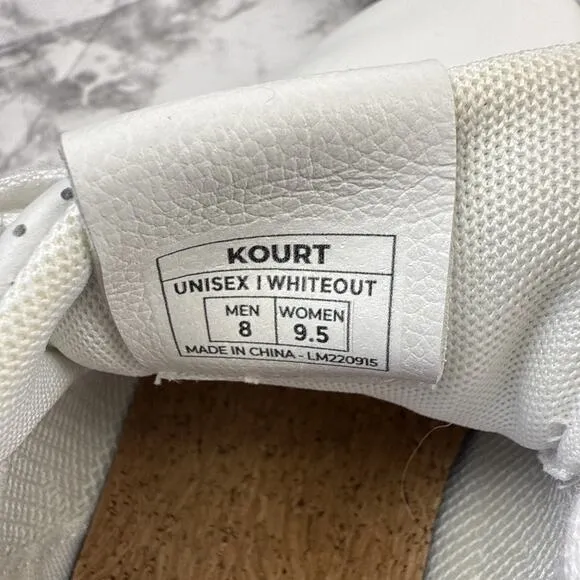 KOURT
UNISEX | WHITEOUT
MEN WOMEN
8 9.5
MADE IN CHINA - LM220915